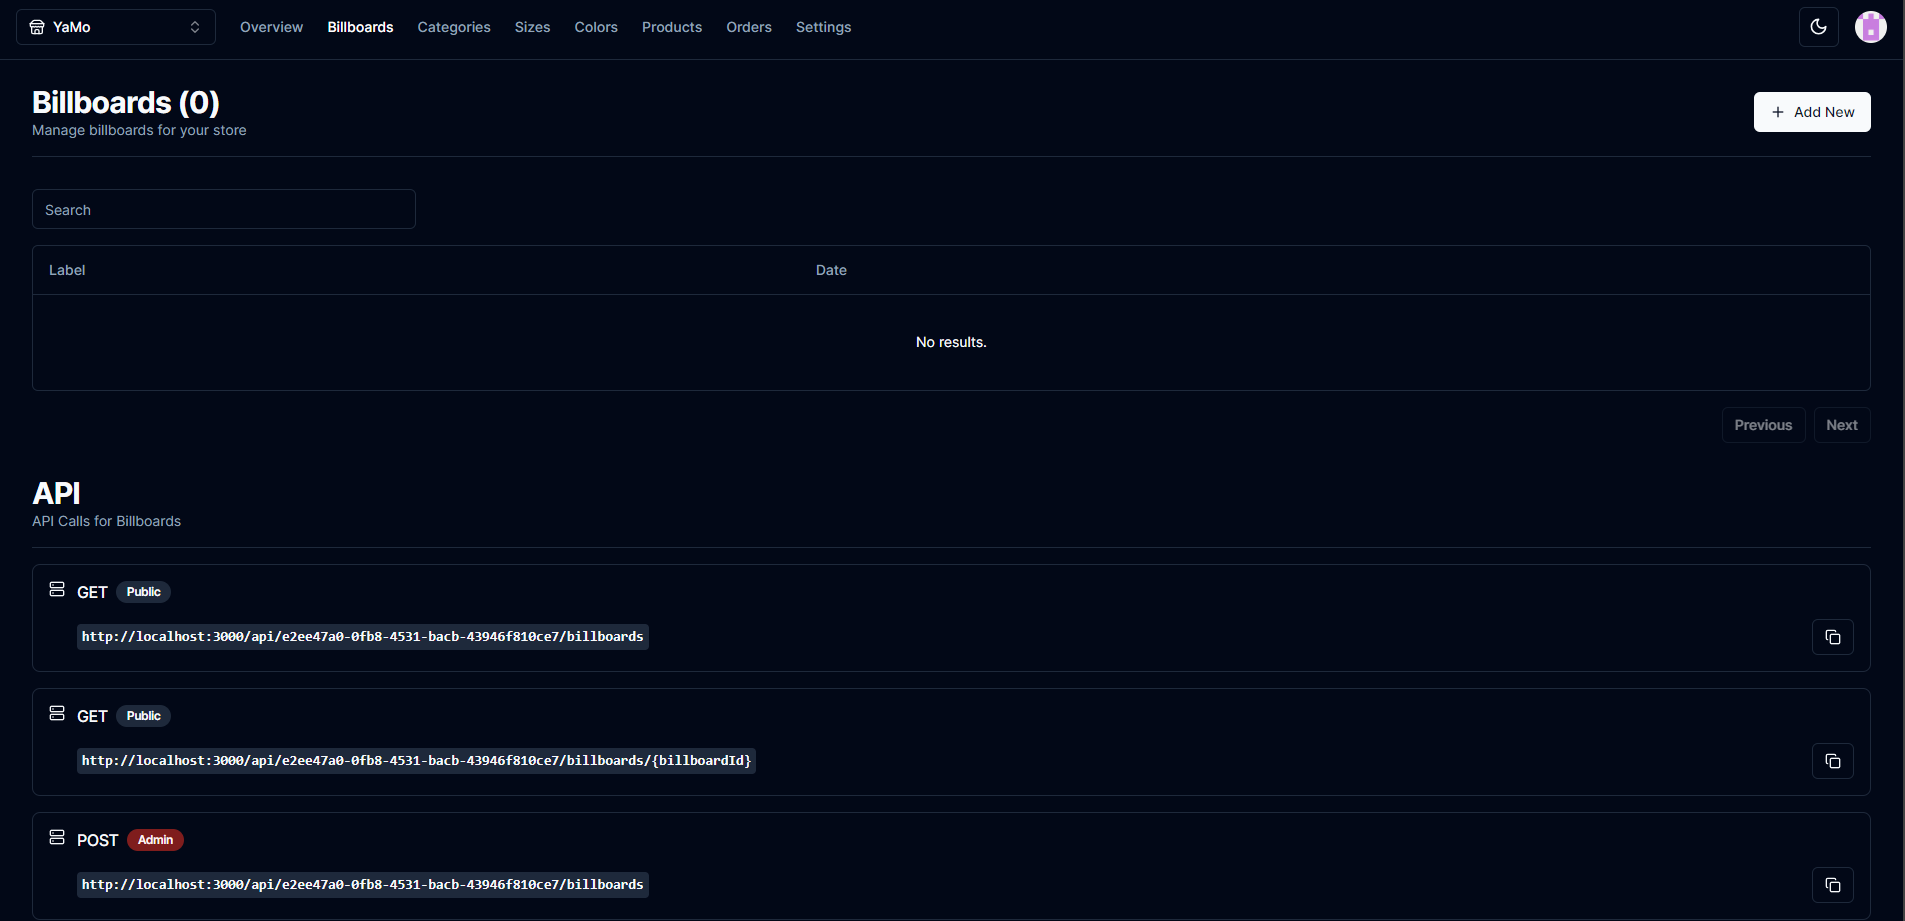 YaMo
Overview Billboards Categories Sizes Colors Products Orders Settings
Billboards (0)
Manage billboards for your store
Add New
Search
Label Date
No results.
Previous Next
API
API Calls for Billboards
GET Public
http://localhost:3000/api/e2ee47a0-0fb8-4531-bacb-43946f810ce7/billboards
GET Public
http://localhost:3000/api/e2ee47a0-0fb8-4531-bacb-43946f810ce7/billboards/{billboardId}
POST Admin
http://localhost:3000/api/e2ee47a0-0fb8-4531-bacb-43946f810ce7/billboards